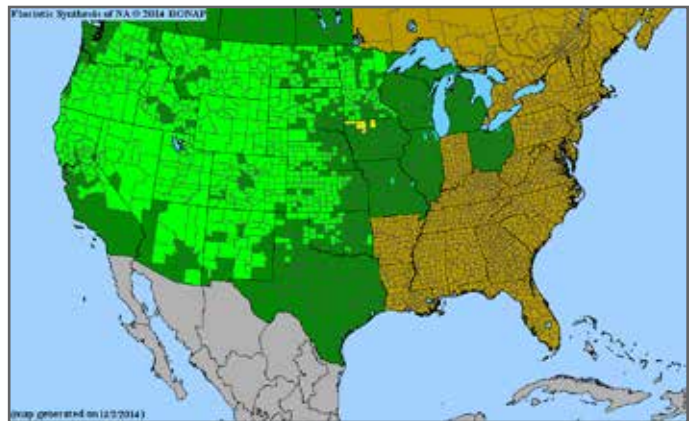 Floristic Synthesis of NA © 2014 BONAP
(map generated on 12/2/2014)